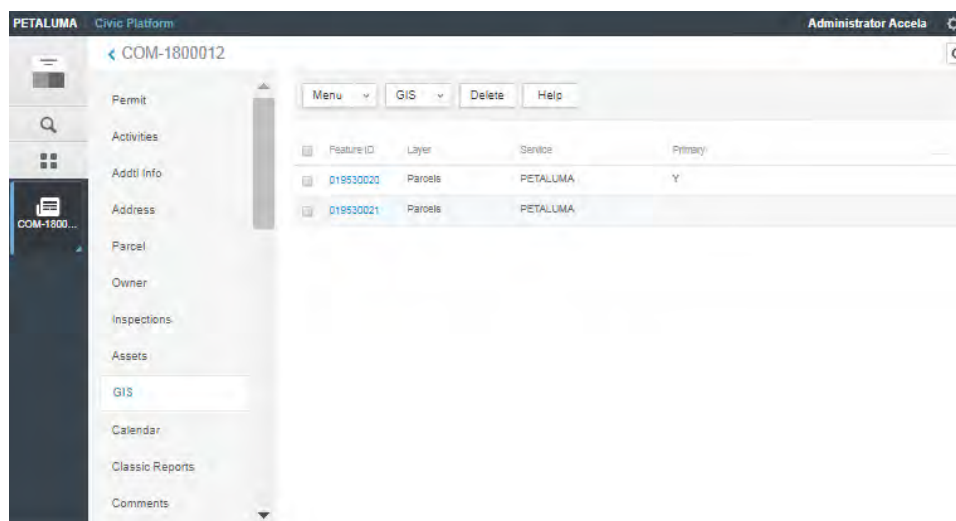 PETALUMA Civic Platform Administrator Accela
COM-1800012
Permit
Activities
Addtl Info
Address
Parcel
Owner
Inspections
Assets
GIS
Calendar
Classic Reports
Comments
COM-1800...
Menu GIS Delete Help
Feature ID Layer Service Primary
019530020 Parcels PETALUMA Y
019530021 Parcels PETALUMA